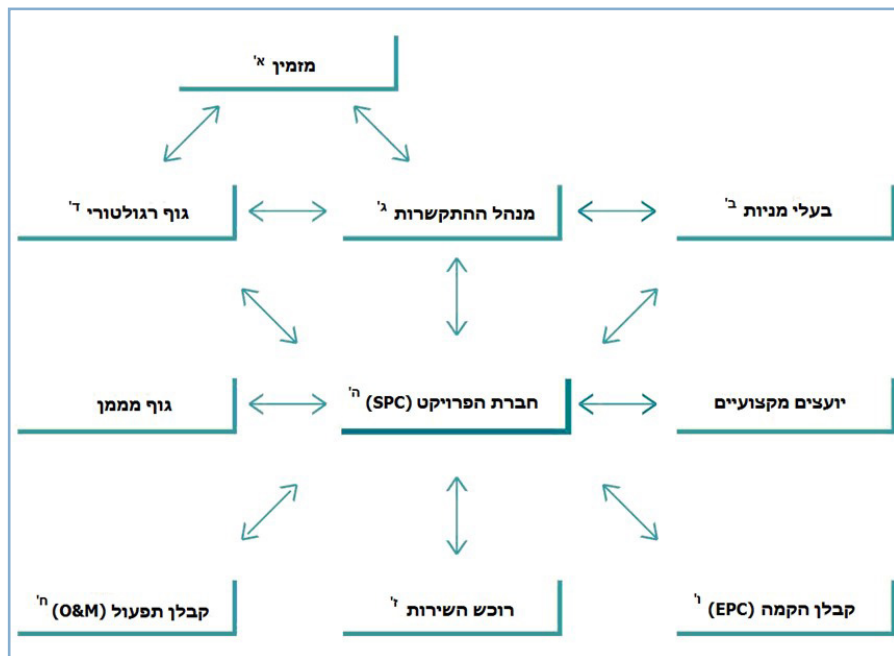 מזמין א'
בעלי מניות ב'
מנהל ההתקשרות ג'
גוף רגולטורי ד'
יועצים מקצועיים
חברת הפרויקט (SPC) ה'
גוף מממן
קבלן הקמה (EPC) ו'
רוכש השירות ז'
קבלן תפעול (O&M) ח'